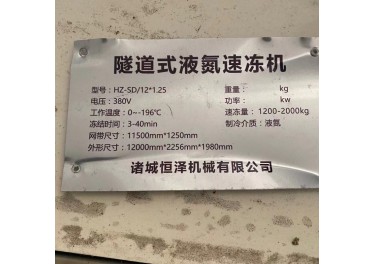 隧道式液氮速冻机
型号：HZ-SD/12*1.25 重量： kg
电压：380V 功率： kw
工作温度：0~-196℃ 速冻量：1200-2000kg
冻结时间：3-40min 制冷介质：液氮
网带尺寸：11500mm*1250mm
外形尺寸：12000mm*2256mm*1980mm
诸城恒泽机械有限公司